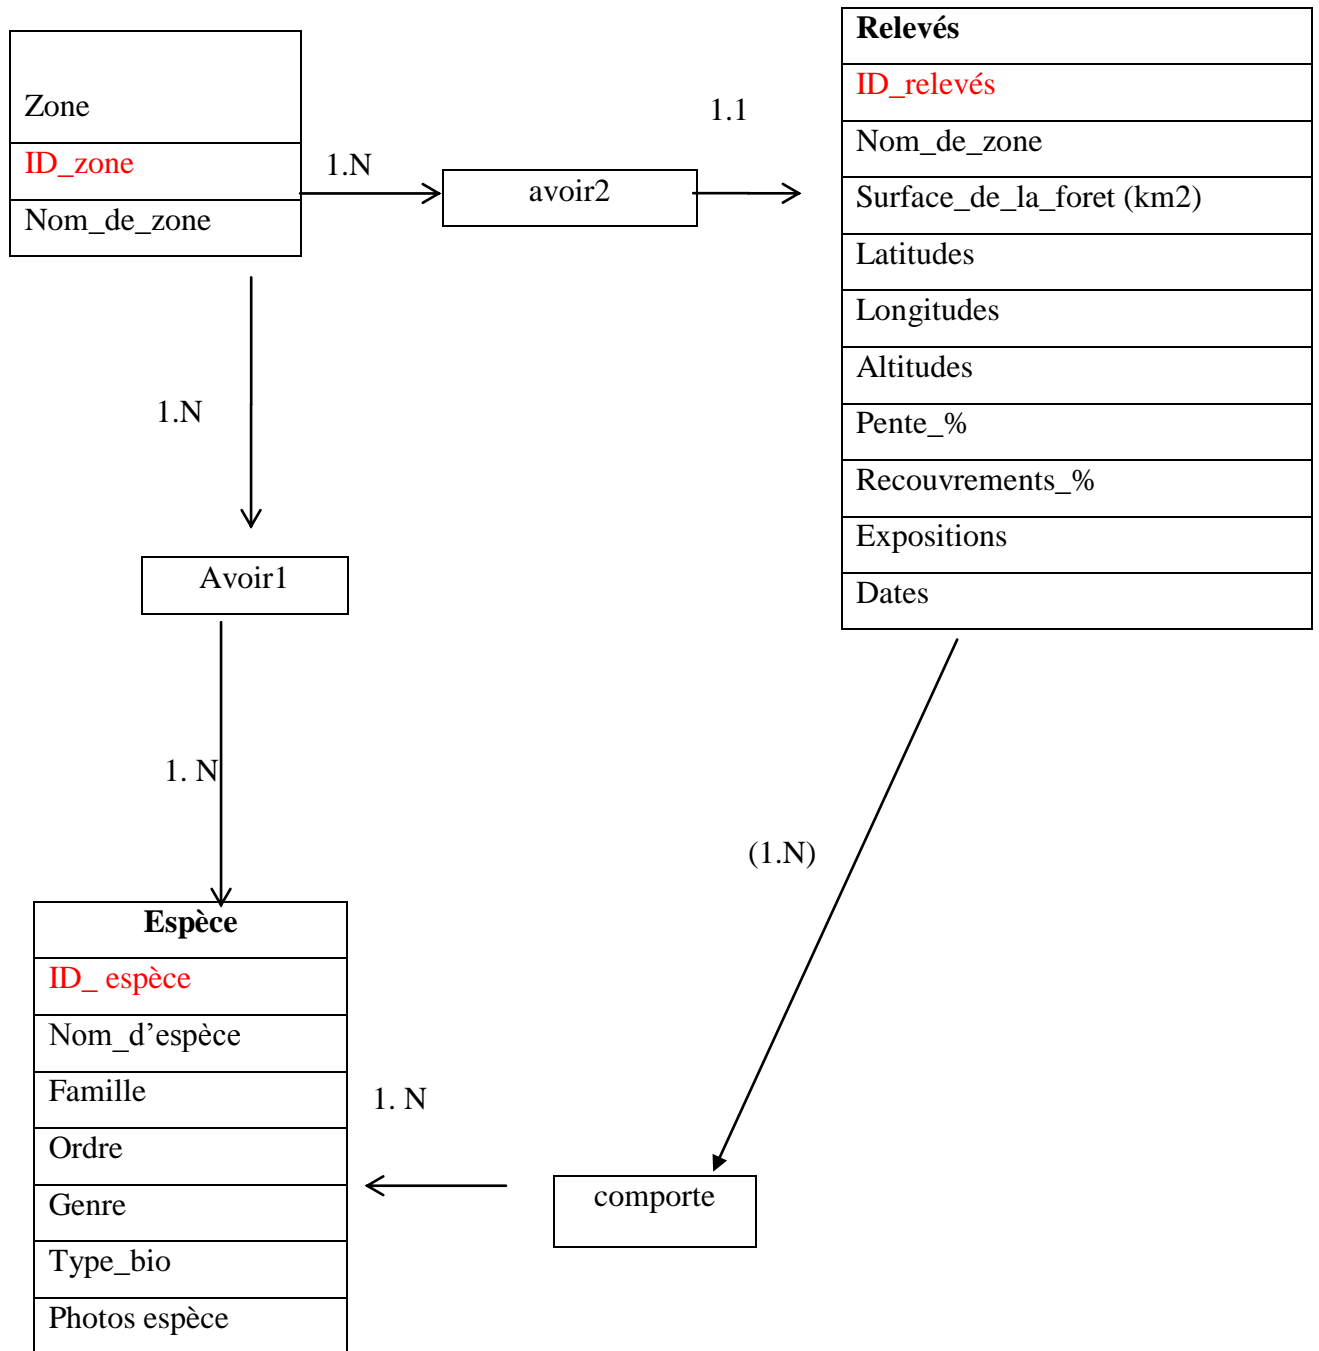 Zone
ID_zone
Nom_de_zone
1.N
avoir2
1.1
Relevés
ID_relevés
Nom_de_zone
Surface_de_la_foret (km2)
Latitudes
Longitudes
Altitudes
Pente_%
Recouvrements_%
Expositions
Dates
1.N
Avoir1
1. N
(1.N)
Espèce
ID_ espèce
Nom_d’espèce
Famille
Ordre
Genre
Type_bio
Photos espèce
1. N
comporte